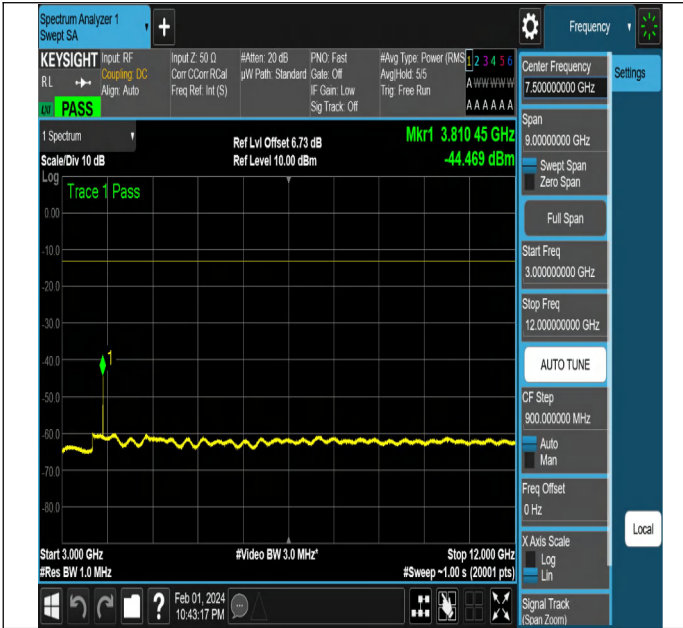 Spectrum Analyzer 1
Swept SA
Frequency
KEYSIGHT
RL
PASS
Input: RF
Coupling: DC
Align: Auto
Input Z: 50 Ω
Corr CCorr RCal
Freq Ref: Int (S)
#Atten: 20 dB
µW Path: Standard
PNO: Fast
Gate: Off
IF Gain: Low
Sig Track: Off
#Avg Type: Power (RMS
Avg|Hold: 5/5
Trig: Free Run
1 2 3 4 5 6
A W W W W W
A A A A A A
1 Spectrum
Scale/Div 10 dB
Ref Lvl Offset 6.73 dB
Ref Level 10.00 dBm
Mkr1 3.810 45 GHz
-44.469 dBm
Log
Trace 1 Pass
0.00
-10.0
-20.0
-30.0
-40.0
1
-50.0
-60.0
-70.0
-80.0
Start 3.000 GHz
#Res BW 1.0 MHz
#Video BW 3.0 MHz*
Stop 12.000 GHz
#Sweep ~1.00 s (20001 pts)
Feb 01, 2024
10:43:17 PM
Center Frequency
7.50000000 GHz
Settings
Span
9.00000000 GHz
Swept Span
Zero Span
Full Span
Start Freq
3.000000000 GHz
Stop Freq
12.000000000 GHz
AUTO TUNE
CF Step
900.000000 MHz
Auto
Man
Freq Offset
0 Hz
X Axis Scale
Log
Lin
Local
Signal Track
(Span Zoom)